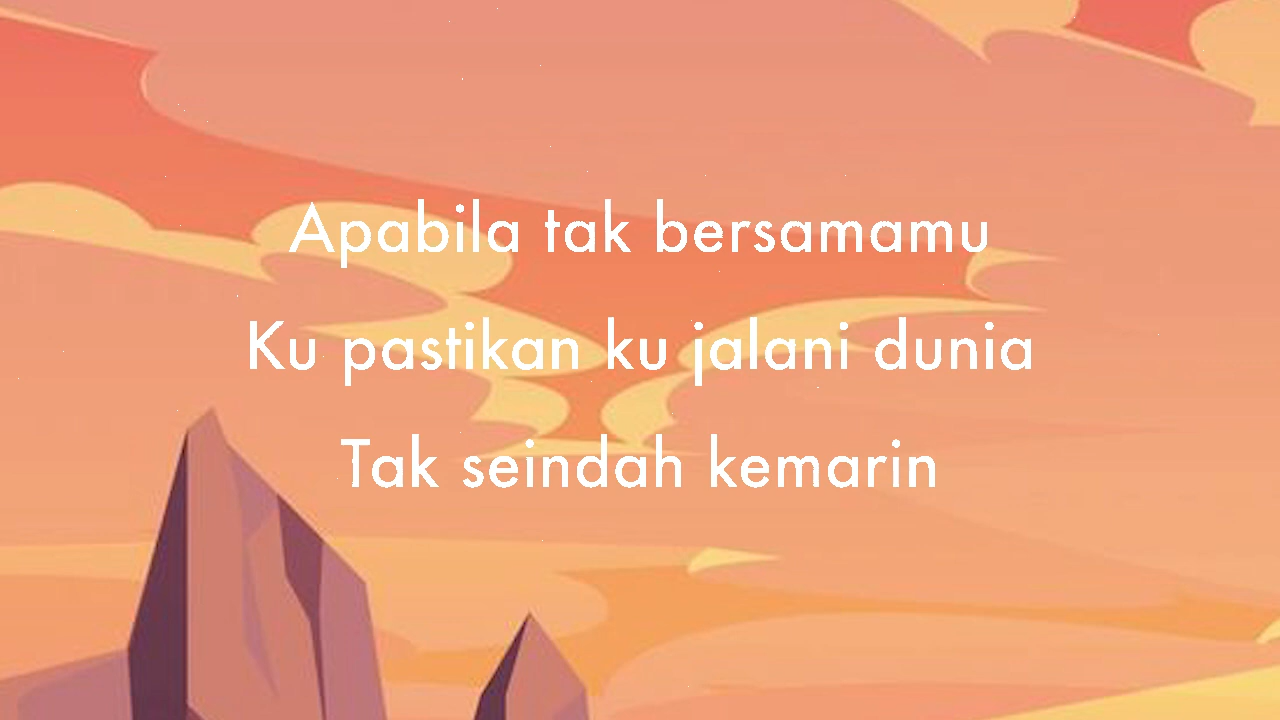 Apabila tak bersamamu
Ku pastikan ku jalani dunia
Tak seindah kemarin